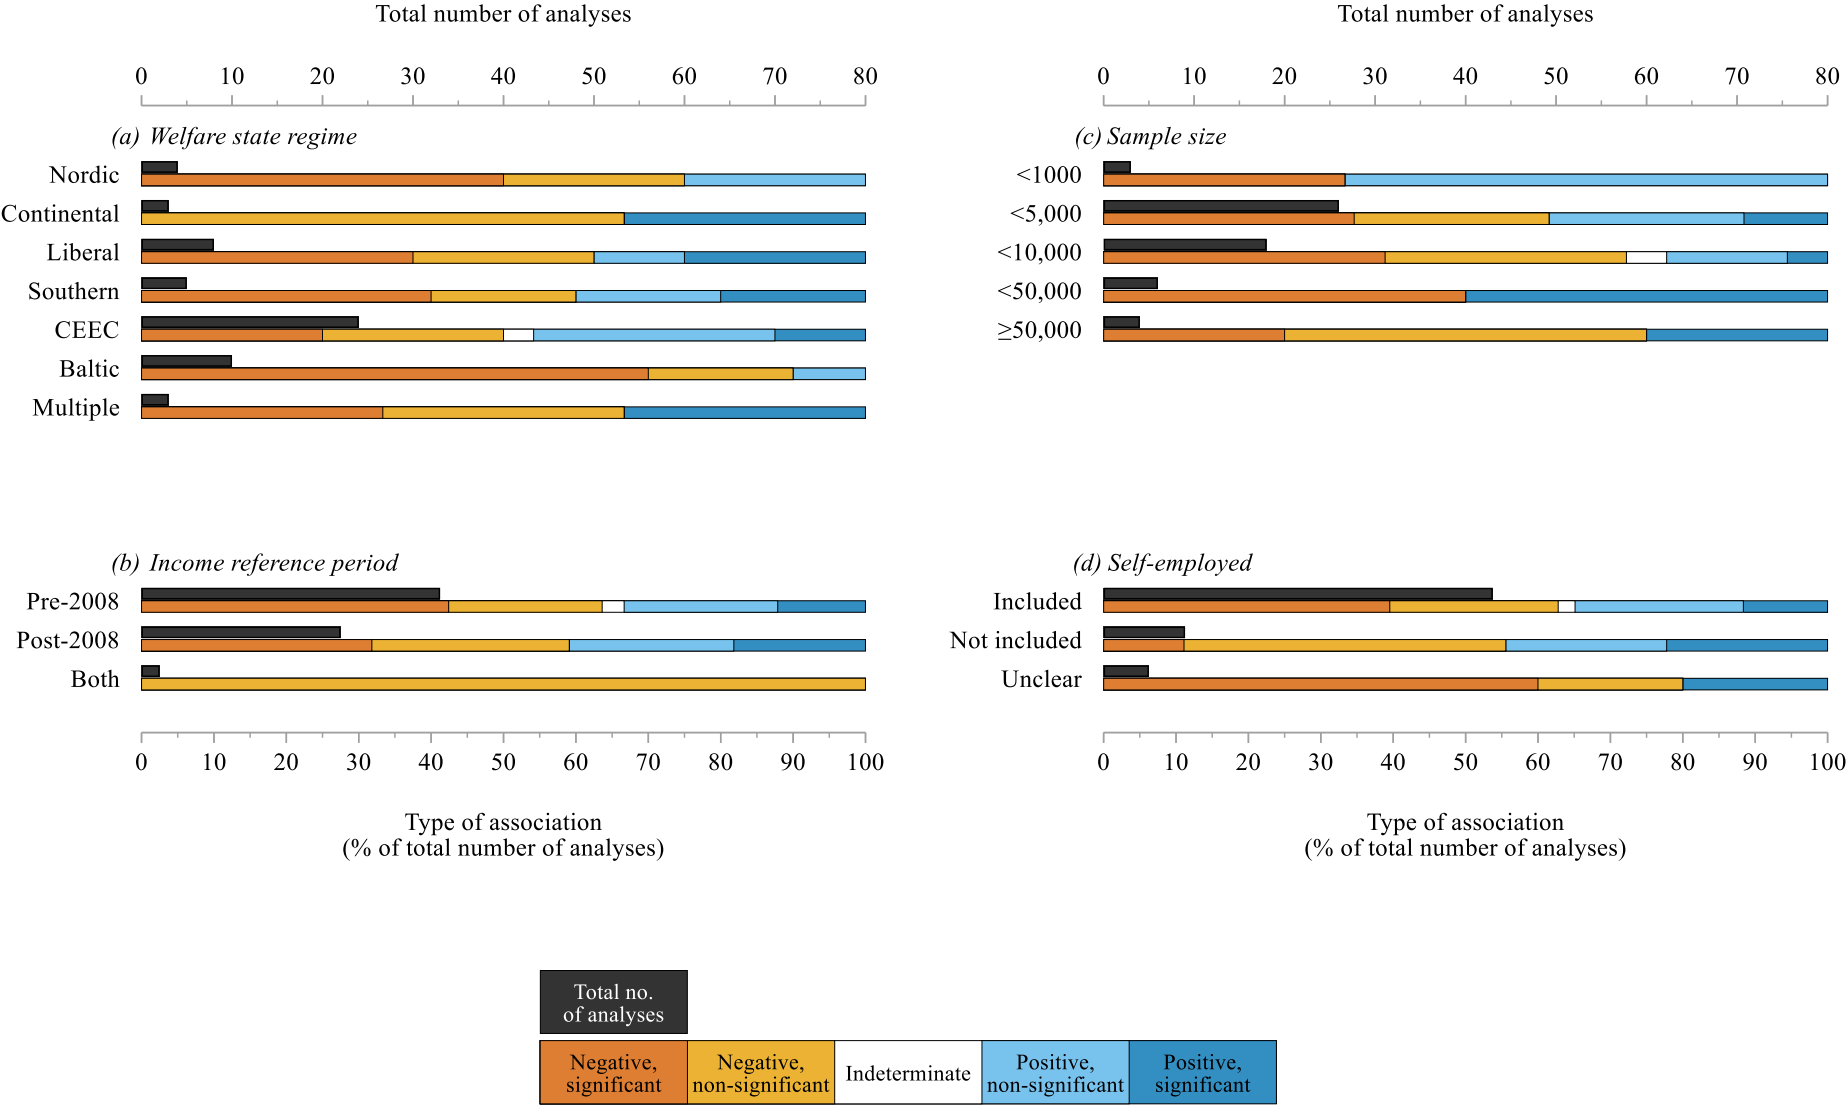 Total number of analyses
0 10 20 30 40 50 60 70 80
(a) Welfare state regime
Nordic
Continental
Liberal
Southern
CEEC
Baltic
Multiple
(b) Income reference period
Pre-2008
Post-2008
Both
0 10 20 30 40 50 60 70 80 90 100
Type of association
(% of total number of analyses)
Total number of analyses
0 10 20 30 40 50 60 70 80
(c) Sample size
<1000
<5,000
<10,000
<50,000
≥50,000
(d) Self-employed
Included
Not included
Unclear
0 10 20 30 40 50 60 70 80 90 100
Type of association
(% of total number of analyses)
Total no.
of analyses
Negative,
significant
Negative,
non-significant
Indeterminate
Positive,
non-significant
Positive,
significant